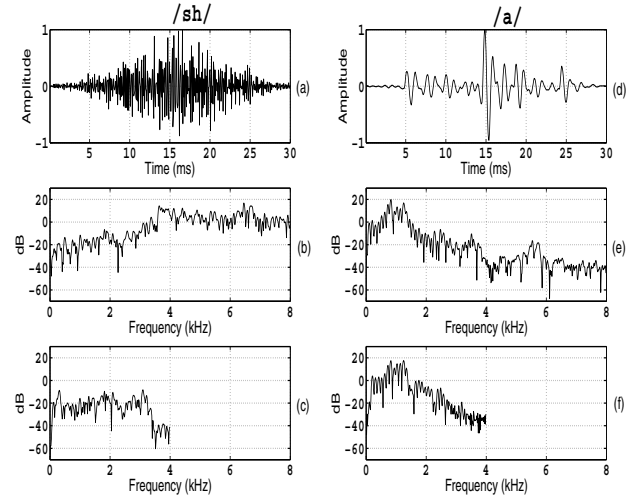 /sh/
/a/
1
0
−1
Amplitude
5 10 15 20 25 30
Time (ms)
(a)
1
0
−1
Amplitude
5 10 15 20 25 30
Time (ms)
(d)
20
0
−20
−40
−60
dB
0 2 4 6 8
Frequency (kHz)
(b)
20
0
−20
−40
−60
dB
0 2 4 6 8
Frequency (kHz)
(e)
20
0
−20
−40
−60
dB
0 2 4 6 8
Frequency (kHz)
(c)
20
0
−20
−40
−60
dB
0 2 4 6 8
Frequency (kHz)
(f)